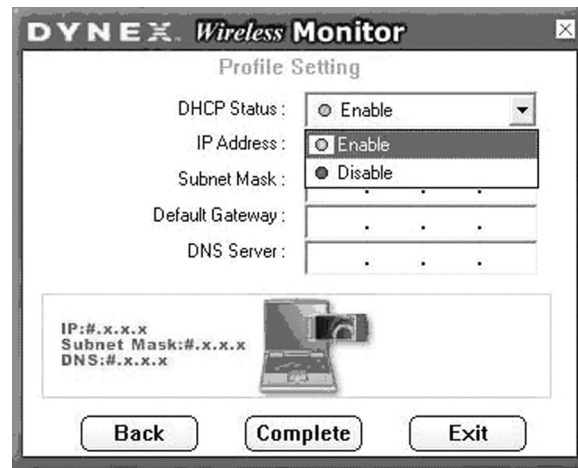 DYNEX Wireless Monitor
Profile Setting
DHCP Status : Enable
IP Address : Enable
Disable
Subnet Mask :
Default Gateway : . . .
DNS Server : . . .
IP:#.x.x.x
Subnet Mask:#.x.x.x
DNS:#.x.x.x
Back Complete Exit